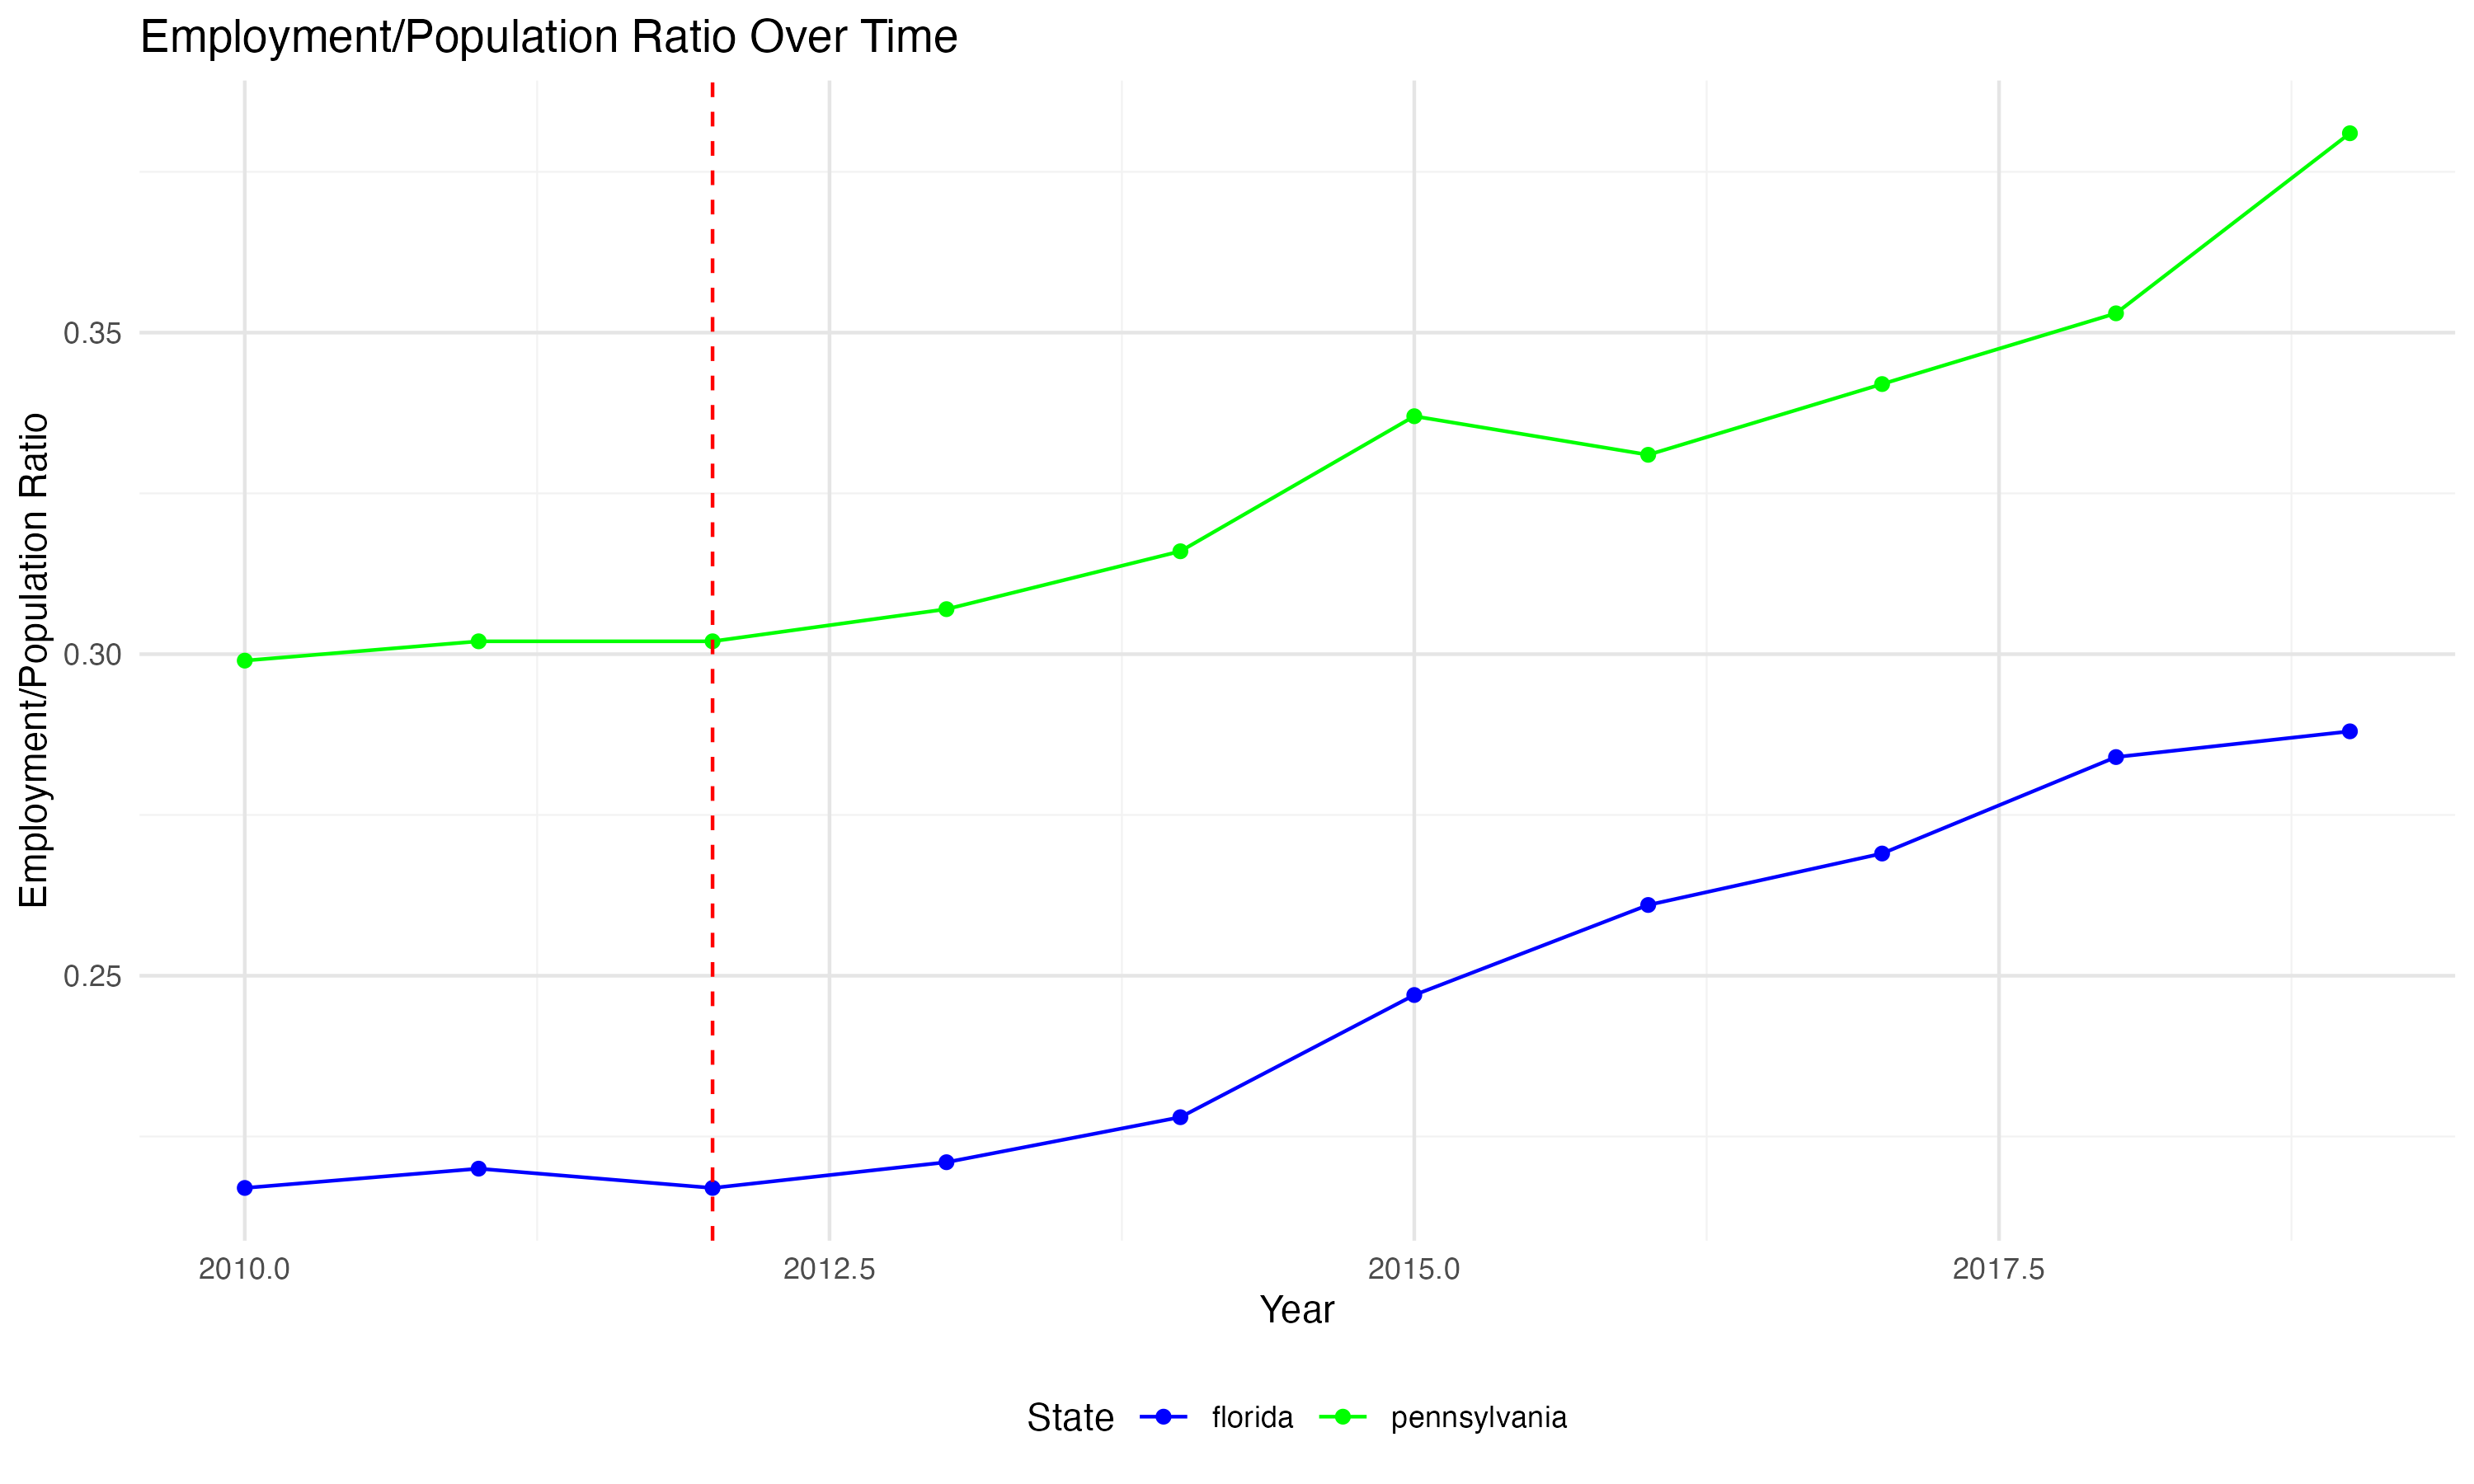 Employment/Population Ratio Over Time
Employment/Population Ratio
0.35
0.30
0.25
2010.0 2012.5 2015.0 2017.5
Year
State florida pennsylvania